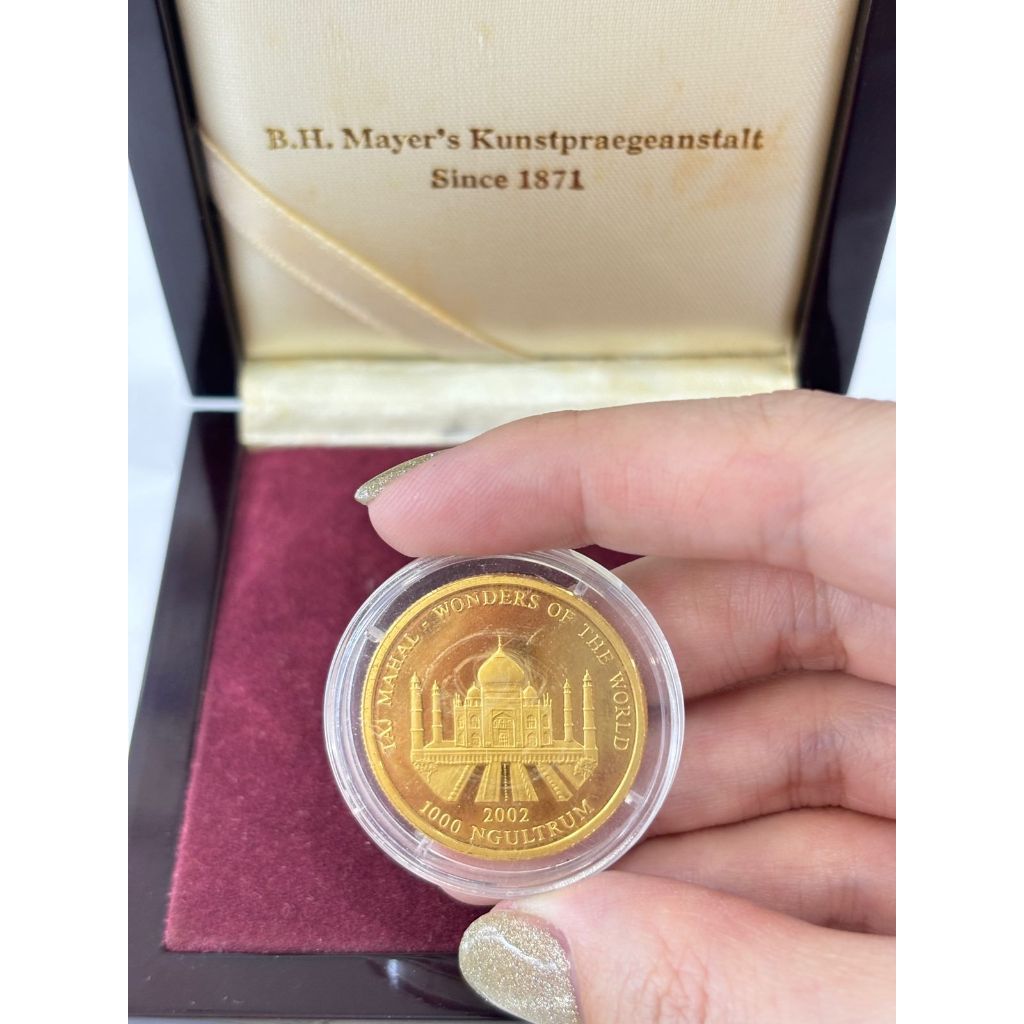 B.H. Mayer's Kunstpraegeanstalt
Since 1871
TAJ MAHAL - WONDERS OF THE WORLD
2002
1000 NGULTRUM